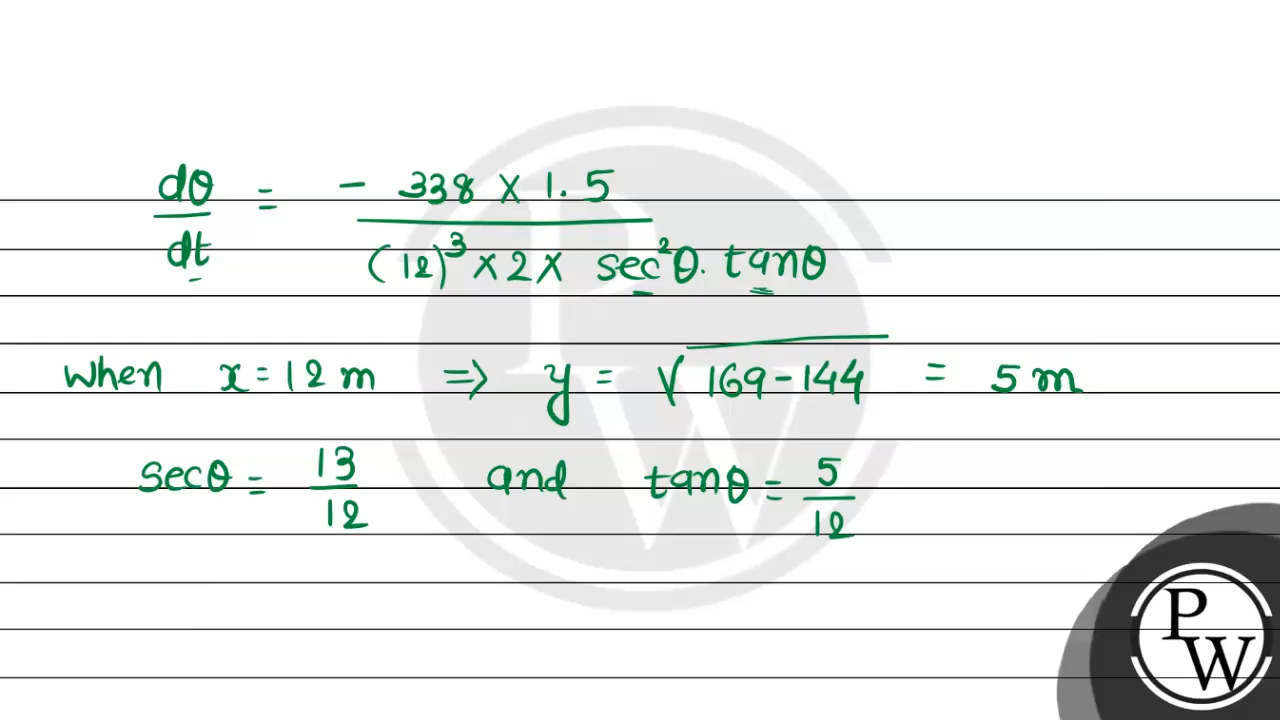 dθ/dt = - 338 × 1.5 / (12)³ × 2 × sec²θ. tanθ
when x = 12 m ⇒ y = √169-144 = 5 m
secθ = 13/12 and tanθ = 5/12
PW